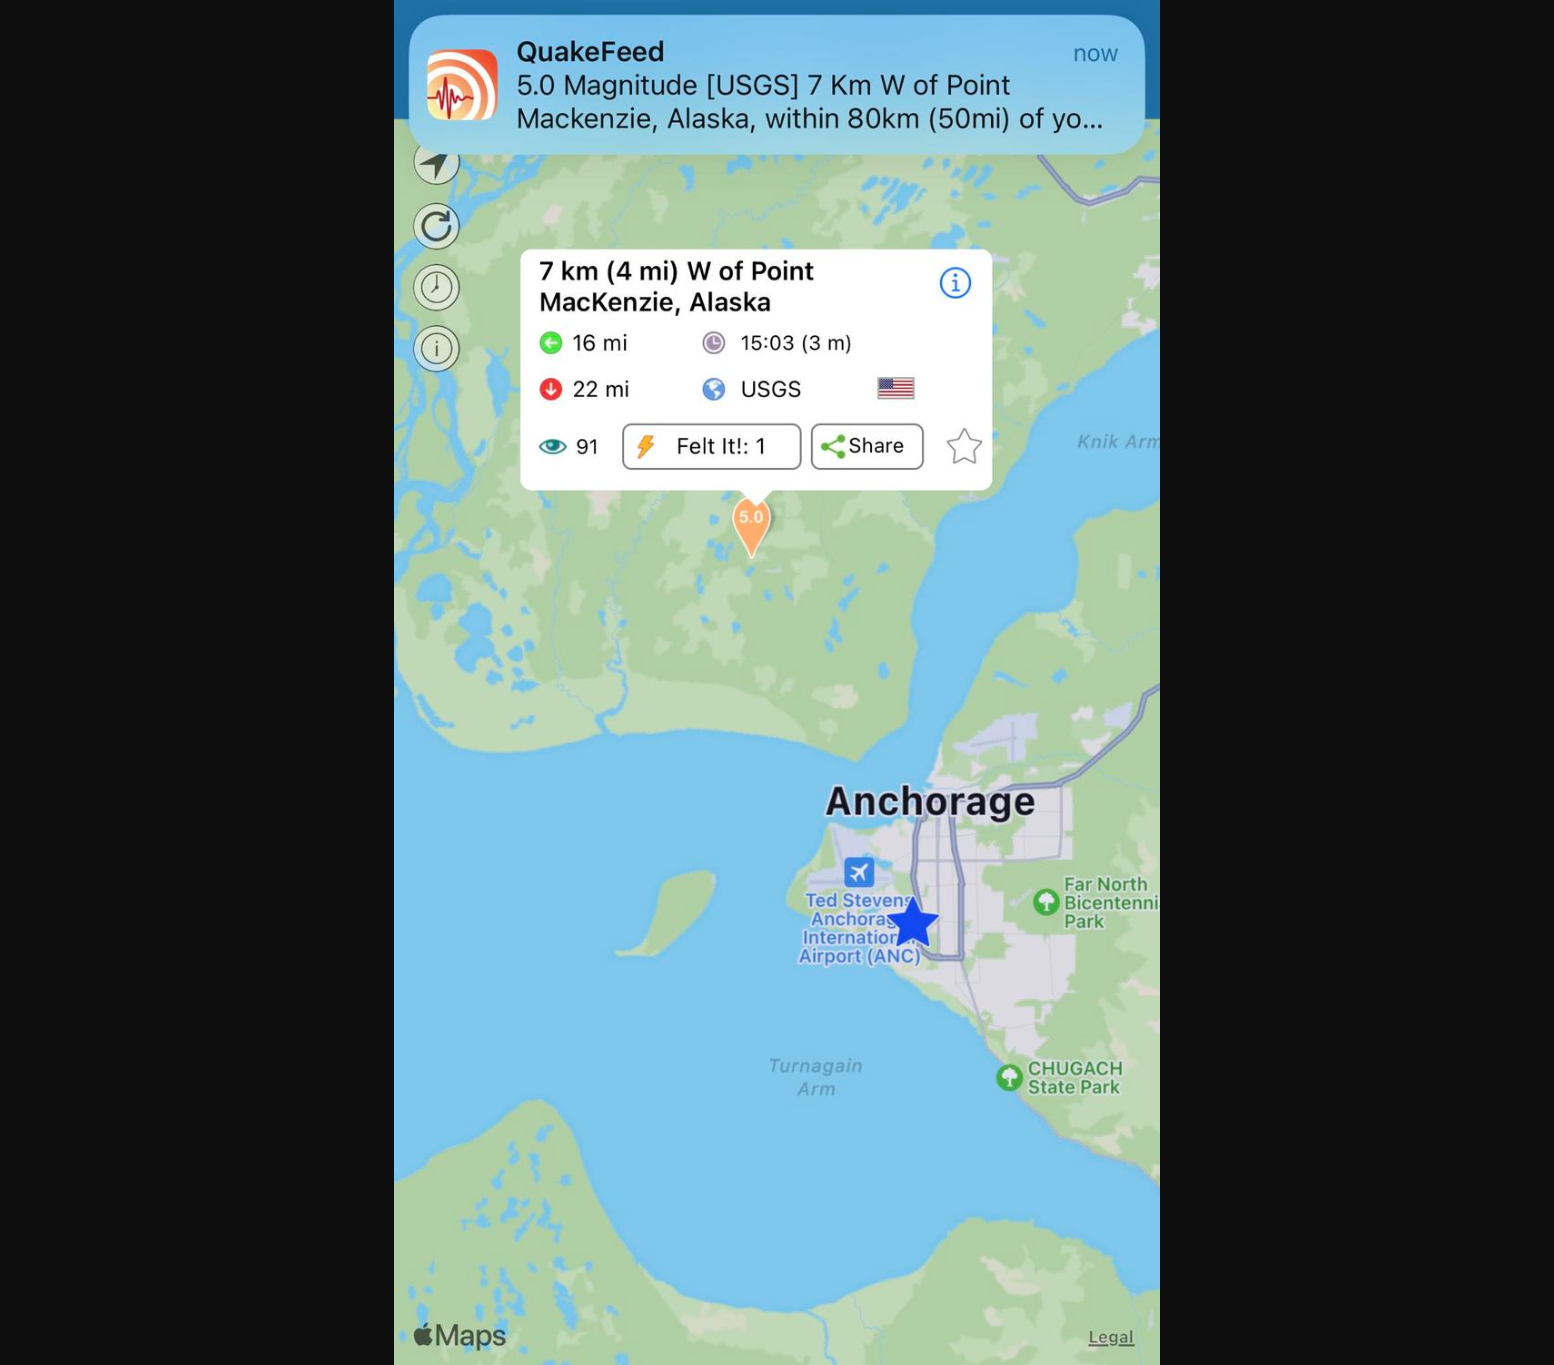 QuakeFeed
now
5.0 Magnitude [USGS] 7 Km W of Point
Mackenzie, Alaska, within 80km (50mi) of yo...
7 km (4 mi) W of Point
MacKenzie, Alaska
16 mi
15:03 (3 m)
22 mi
USGS
91
Felt It!: 1
Share
5.0
Knik Arm
Anchorage
Ted Stevens
Anchorag
Internation
Airport (ANC)
Far North
Bicentenni
Park
CHUGACH
State Park
Turnagain
Arm
Maps
Legal